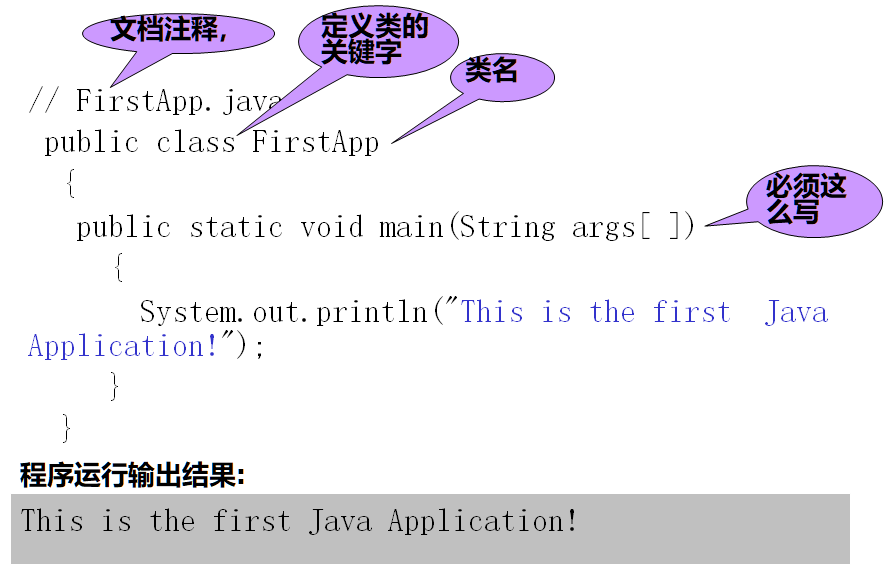 文档注释,
定义类的
关键字
类名
// FirstApp.java
public class FirstApp
{
public static void main(String args[ ])
必须这
么写
{
System.out.println("This is the first  Java
Application!");
}
}
程序运行输出结果:
This is the first Java Application!